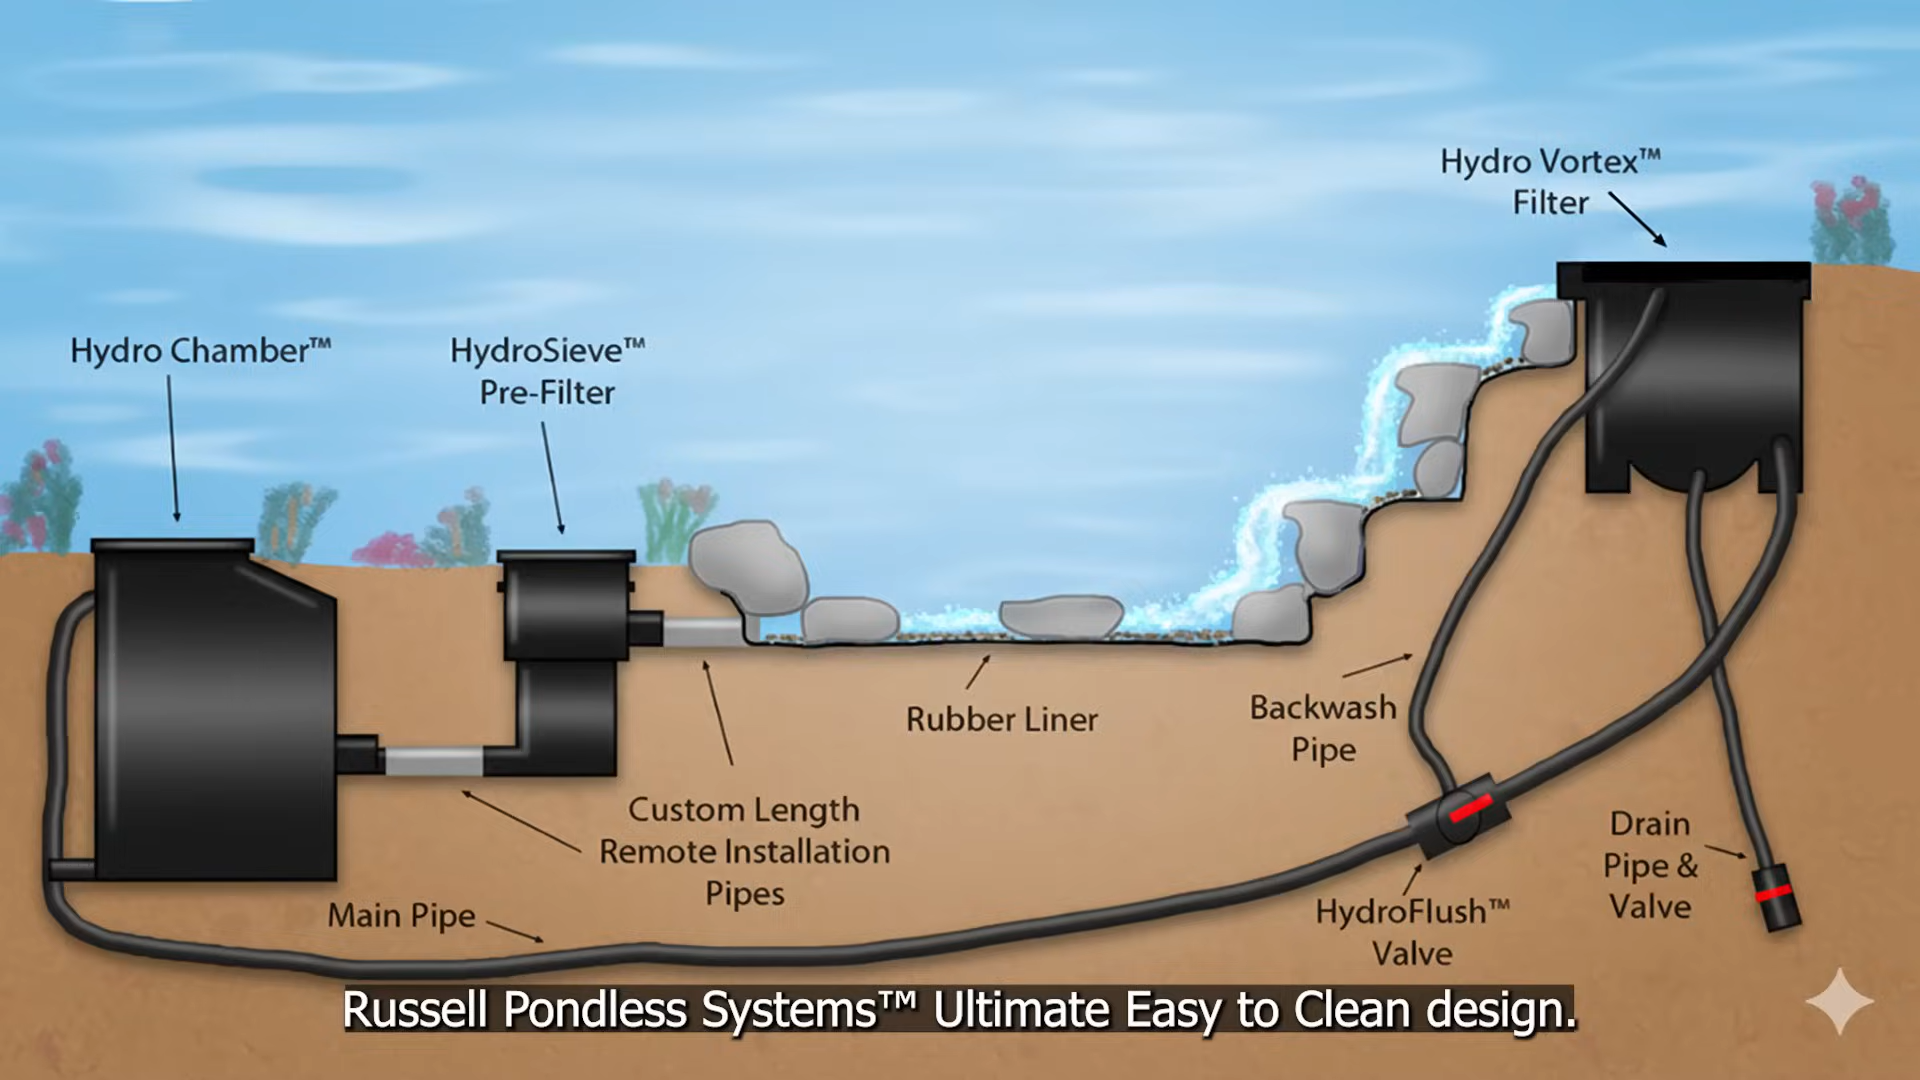 Hydro Vortex™
Filter
Hydro Chamber™
HydroSieve™
Pre-Filter
Rubber Liner
Backwash
Pipe
Custom Length
Remote Installation
Pipes
Drain
Pipe &
Valve
Main Pipe
HydroFlush™
Valve
Russell Pondless Systems™ Ultimate Easy to Clean design.